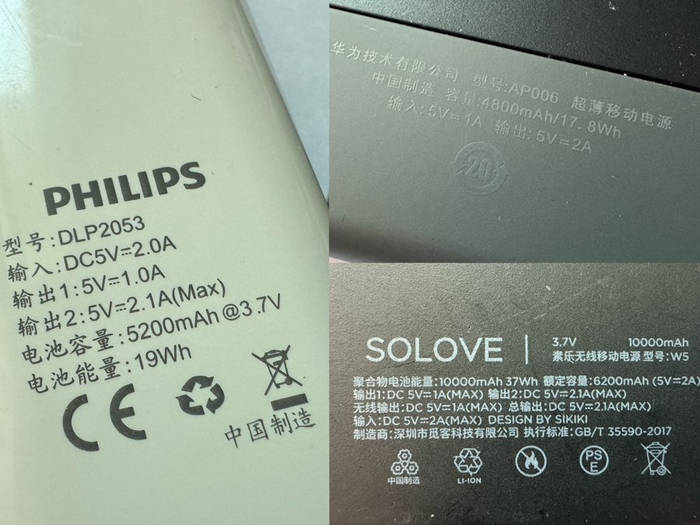 PHILIPS
型号:DLP2053
输入:DC5V⎓2.0A
输出1:5V⎓1.0A
输出2:5V⎓2.1A(Max)
电池容量:5200mAh@3.7V
电池能量:19Wh
CE
中国制造
华为技术有限公司 型号:AP006 超薄移动电源
中国制造 容量:4800mAh/17.8Wh
输入:5V⎓1A 输出:5V⎓2A
20
SOLOVE
3.7V 10000mAh
素乐无线移动电源 型号:W5
聚合物电池能量:10000mAh 37Wh 额定容量:6200mAh (5V⎓2A)
输出1:DC 5V⎓1A(MAX) 输出2:DC 5V⎓2.1A(MAX)
无线输出:DC 5V⎓1A(MAX) 总输出:DC 5V⎓2.1A(MAX)
输入:DC 5V⎓2A(MAX) DESIGN BY SIKIKI
制造商:深圳市觅客科技有限公司 执行标准:GB/T 35590-2017
中国制造
LI-ION
PS
E